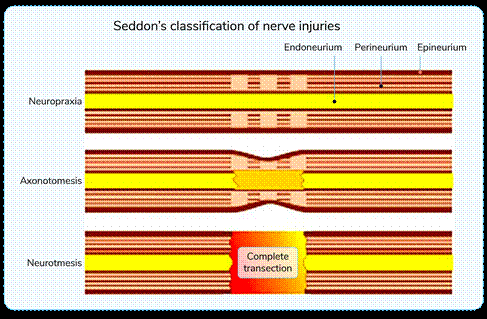 Seddon's classification of nerve injuries
Endoneurium Perineurium Epineurium
Neuropraxia
Axonotomesis
Neurotmesis
Complete
transection